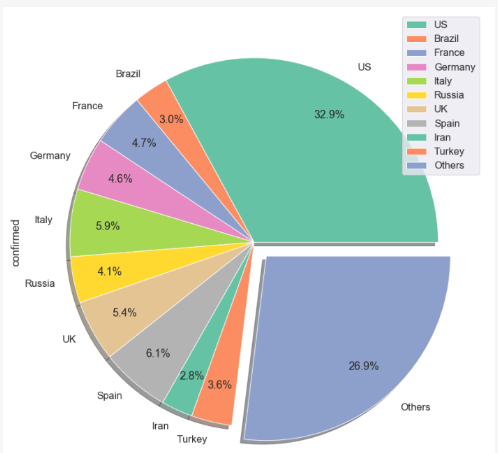 US
Brazil
France
Germany
Italy
Russia
UK
Spain
Iran
Turkey
Others
US
32.9%
Brazil
3.0%
France
4.7%
Germany
4.6%
Italy
5.9%
confirmed
Russia
4.1%
UK
5.4%
Spain
6.1%
Iran
2.8%
Turkey
3.6%
Others
26.9%